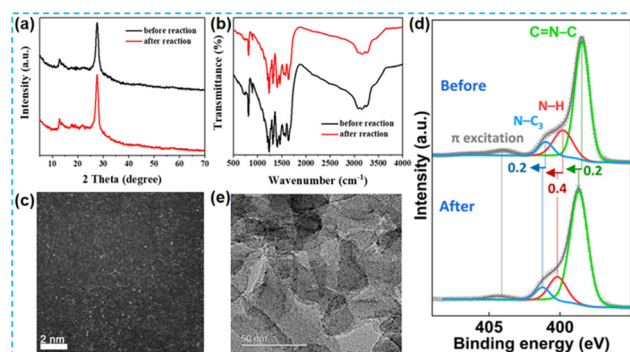 (a)
before reaction
after reaction
Intensity (a.u.)
0 10 20 30 40 50 60 70
2 Theta (degree)
(b)
before reaction
after reaction
Transmittance (%)
500 1000 1500 2000 2500 3000 3500 4000
Wavenumber (cm⁻¹)
(c)
2 nm
(e)
50 nm
(d)
C=N–C
Before
N–H
N–C₃
π excitation
0.2
0.2
0.4
After
Intensity (a.u.)
405 400
Binding energy (eV)